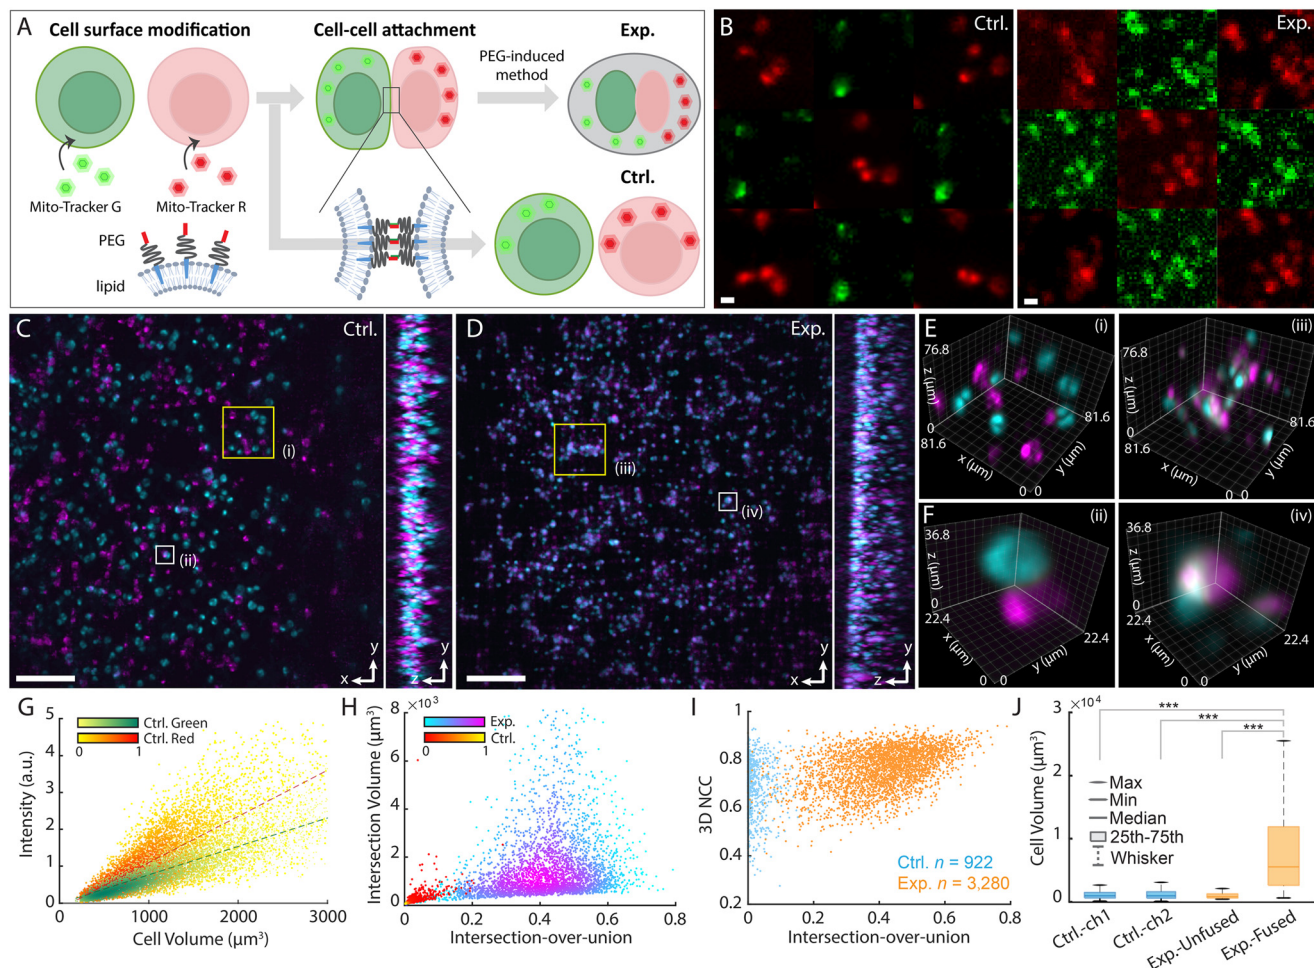 A
Cell surface modification
Cell-cell attachment
Exp.
PEG-induced
method
Mito-Tracker G
Mito-Tracker R
PEG
lipid
Ctrl.
B
Ctrl.
Exp.
C
Ctrl.
(i)
(ii)
y
x
y
z
D
Exp.
(iii)
(iv)
y
x
y
z
E
(i)
76.8
z (µm)
0
81.6
x (µm)
0 0
y (µm)
81.6
(iii)
76.8
z (µm)
0
81.6
x (µm)
0 0
y (µm)
81.6
F
(ii)
36.8
z (µm)
0
22.4
x (µm)
0 0
y (µm)
22.4
(iv)
36.8
z (µm)
0
22.4
x (µm)
0 0
y (µm)
22.4
G
5
4
3
2
1
0
Intensity (a.u.)
Ctrl. Green
Ctrl. Red
0 1
0 1000 2000 3000
Cell Volume (µm³)
H
×10³
8
6
4
2
0
Intersection Volume (µm³)
Exp.
Ctrl.
0 1
0 0.2 0.4 0.6 0.8
Intersection-over-union
I
1
0.8
0.6
0.4
0.2
3D NCC
Ctrl. n = 922
Exp. n = 3,280
0 0.2 0.4 0.6 0.8
Intersection-over-union
J
×10⁴
3
2
1
0
Cell Volume (µm³)
***
***
***
Max
Min
Median
25th-75th
Whisker
Ctrl.-ch1
Ctrl.-ch2
Exp.-Unfused
Exp.-Fused